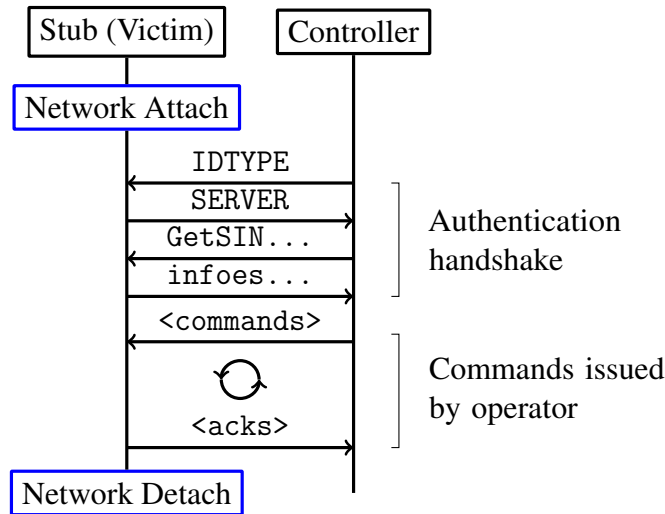 Stub (Victim)
Controller
Network Attach
IDTYPE
SERVER
GetSIN...
infoes...
Authentication
handshake
<commands>
<acks>
Commands issued
by operator
Network Detach